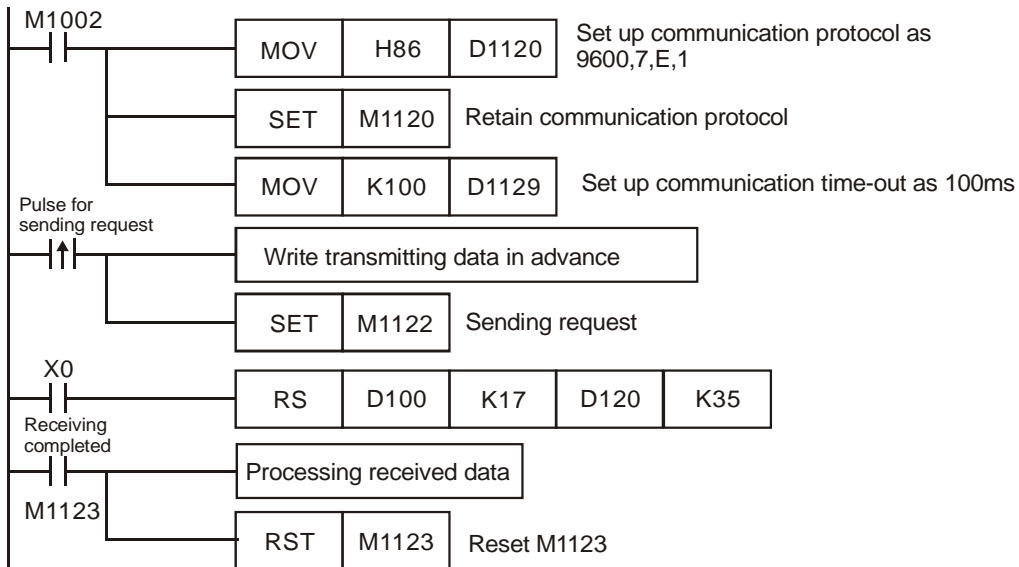 M1002
MOV H86 D1120 Set up communication protocol as
9600,7,E,1
SET M1120 Retain communication protocol
MOV K100 D1129 Set up communication time-out as 100ms
Pulse for
sending request
Write transmitting data in advance
SET M1122 Sending request
X0
RS D100 K17 D120 K35
Receiving
completed
Processing received data
M1123
RST M1123 Reset M1123